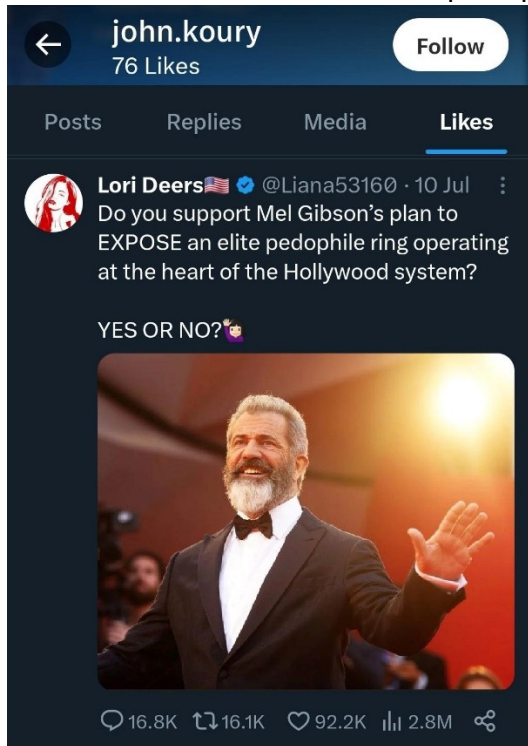 john.koury
76 Likes
Follow
Posts Replies Media Likes
Lori Deers🇺🇸 @Liana53160 · 10 Jul
Do you support Mel Gibson’s plan to
EXPOSE an elite pedophile ring operating
at the heart of the Hollywood system?
YES OR NO?🙋🏻‍♀️
16.8K 16.1K 92.2K 2.8M